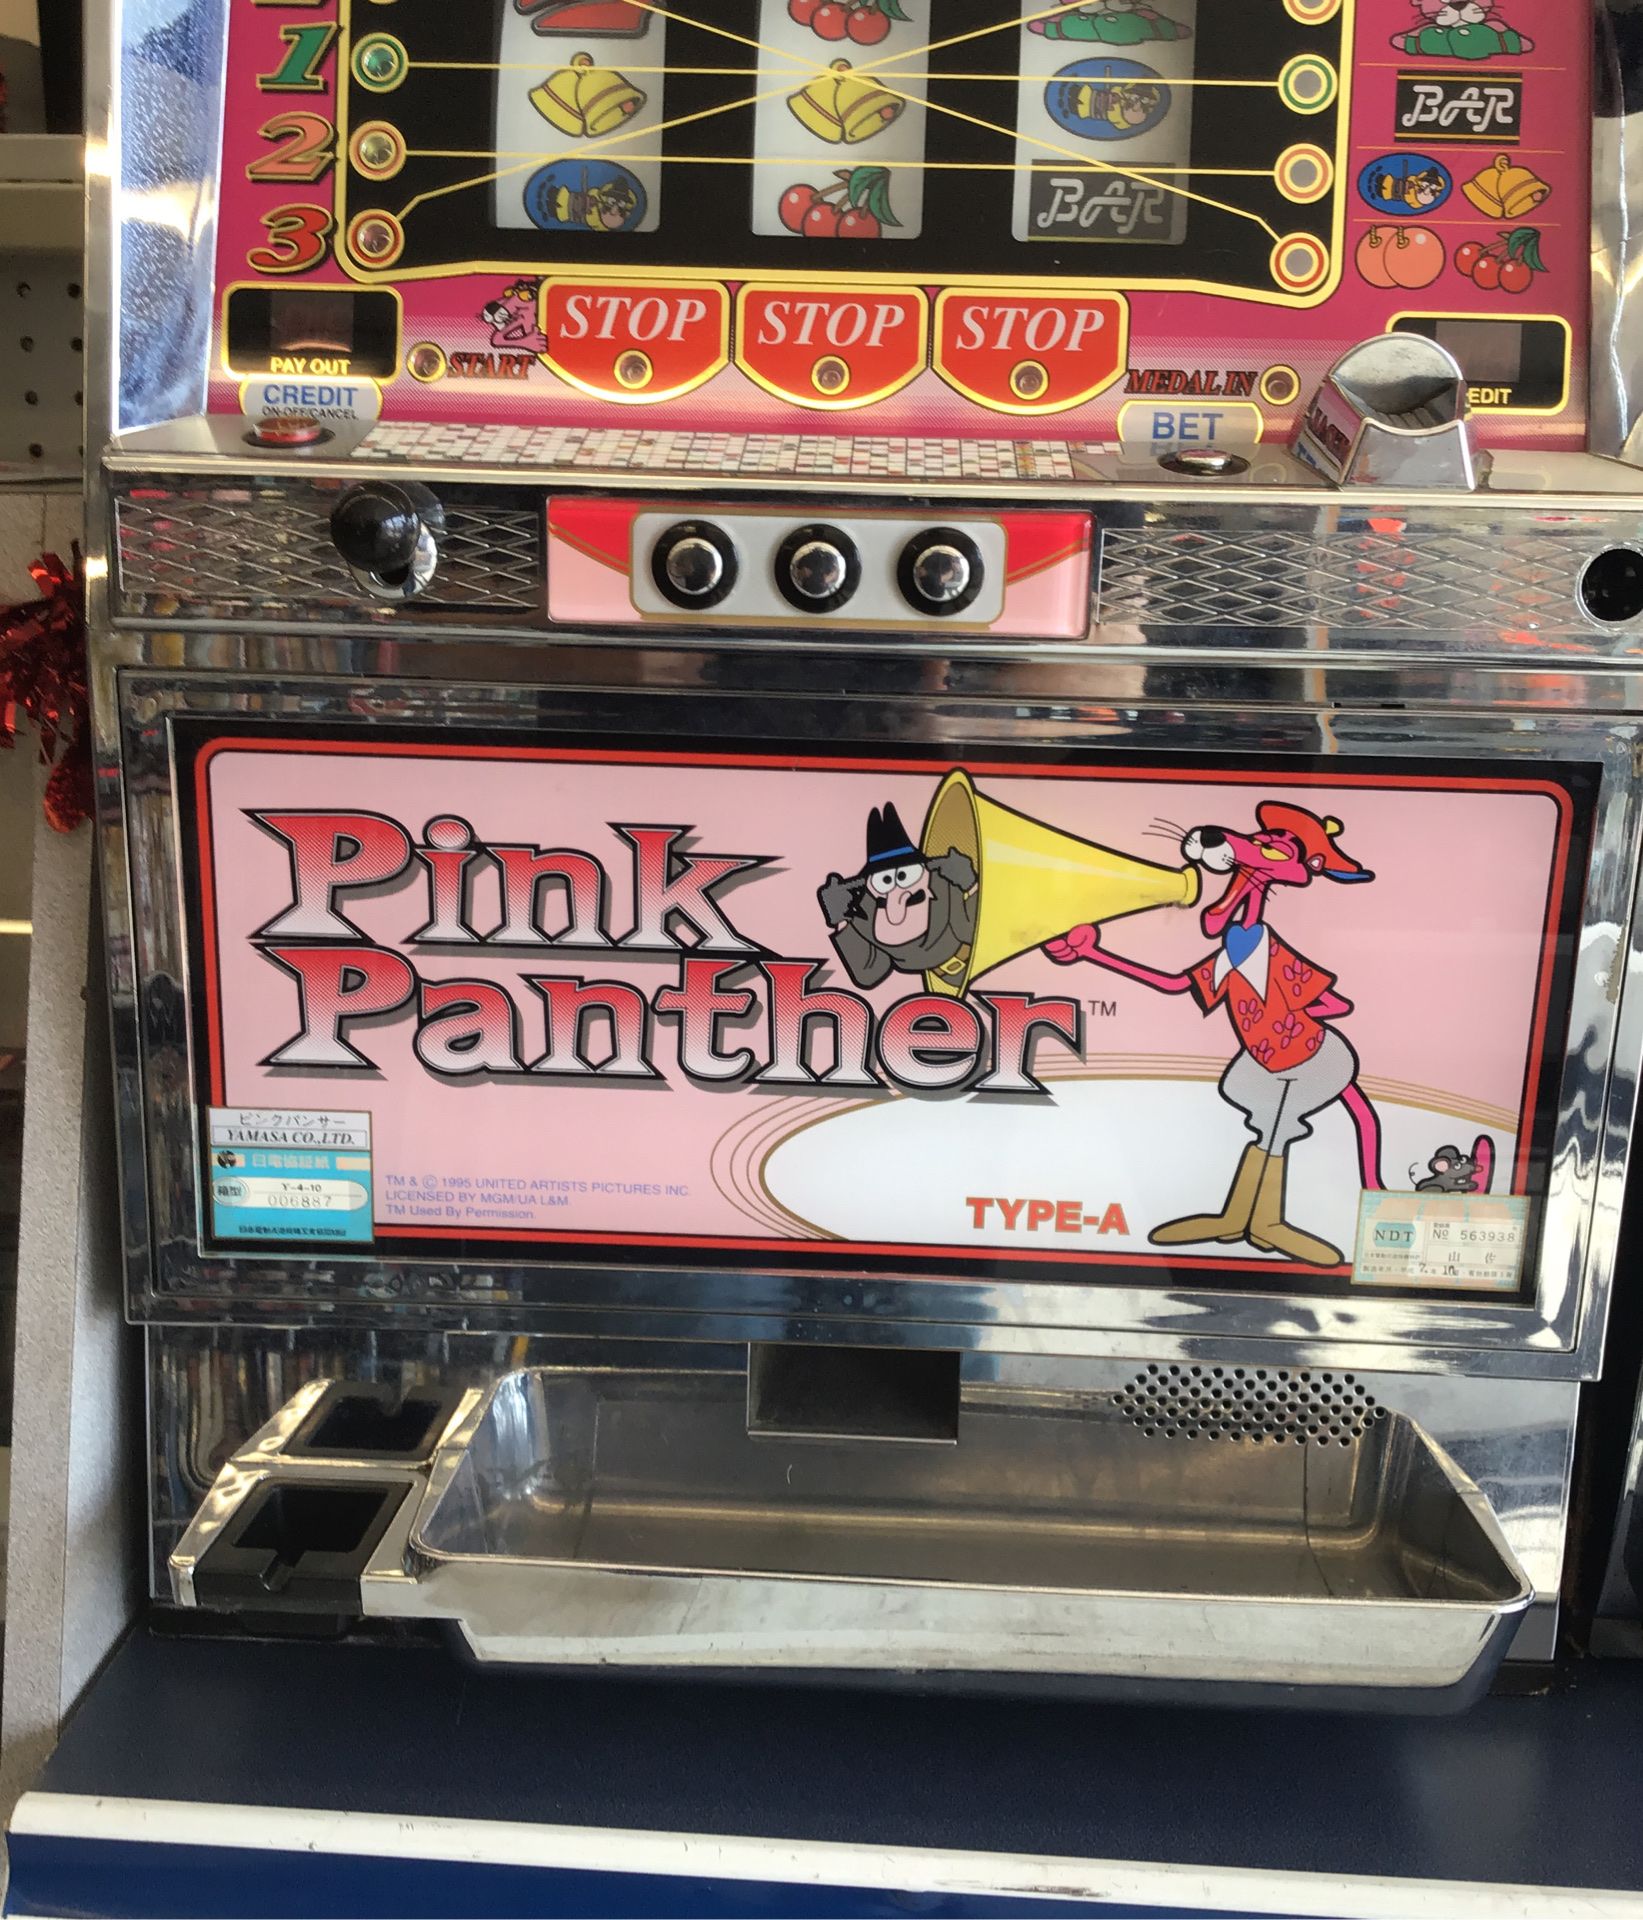 1
2
3
BAR
BAR
PAY OUT
START
STOP
STOP
STOP
MEDAL IN
CREDIT
ON-OFF/CANCEL
BET
EDIT
Pink
Panther™
ピンクパンサー
YAMASA CO.,LTD.
日電協証紙
箱型
Y-4-10
006887
TM & © 1995 UNITED ARTISTS PICTURES INC.
LICENSED BY MGM/UA L&M.
TM Used By Permission.
TYPE-A
NDT
№ 563938
山佐